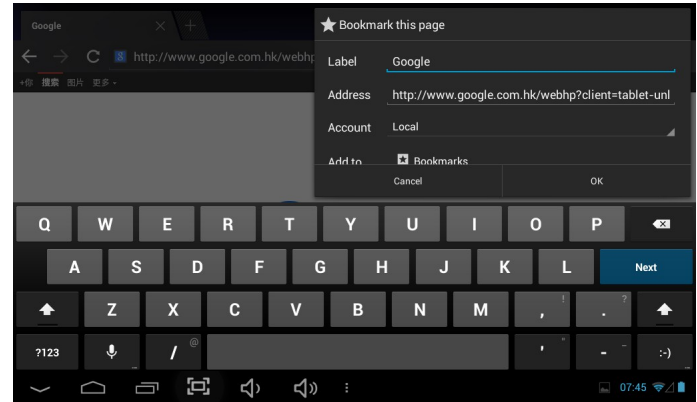 Google
http://www.google.com.hk/webhp
+你 搜索 图片 更多
Bookmark this page
Label Google
Address http://www.google.com.hk/webhp?client=tablet-unl
Account Local
Add to Bookmarks
Cancel OK
Q W E R T Y U I O P
A S D F G H J K L Next
Z X C V B N M , ! . ?
?123 / @ ' " - _ :-)
07:45